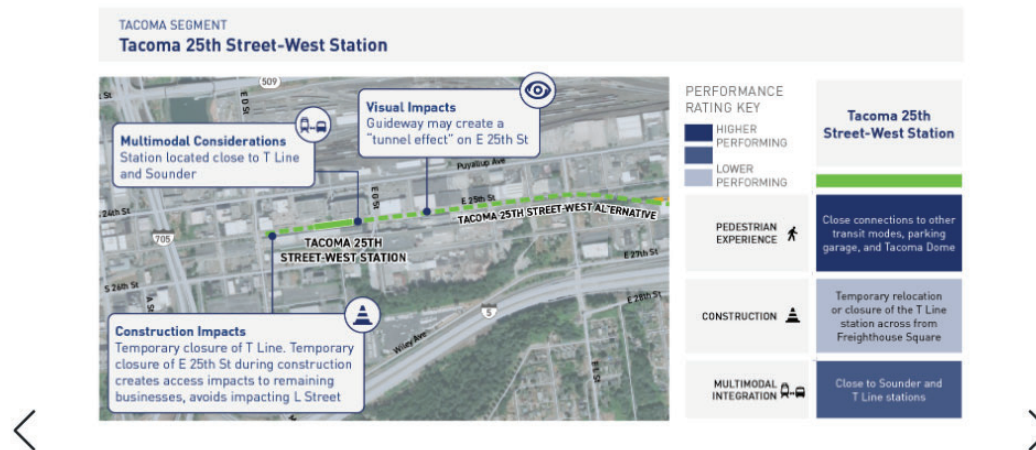 TACOMA SEGMENT
Tacoma 25th Street-West Station
509
E D St
Multimodal Considerations
Station located close to T Line
and Sounder
Visual Impacts
Guideway may create a
"tunnel effect" on E 25th St
Puyallup Ave
S 24th St
E D St
E 25th St
TACOMA 25TH STREET-WEST ALTERNATIVE
705
TACOMA 25TH
STREET-WEST STATION
E 27th St
S 26th St
A St
5
E 28th St
Wiley Ave
E E St
Construction Impacts
Temporary closure of T Line. Temporary
closure of E 25th St during construction
creates access impacts to remaining
businesses, avoids impacting L Street
PERFORMANCE
RATING KEY
HIGHER
PERFORMING
LOWER
PERFORMING
Tacoma 25th
Street-West Station
PEDESTRIAN
EXPERIENCE
Close connections to other
transit modes, parking
garage, and Tacoma Dome
CONSTRUCTION
Temporary relocation
or closure of the T Line
station across from
Freighthouse Square
MULTIMODAL
INTEGRATION
Close to Sounder and
T Line stations